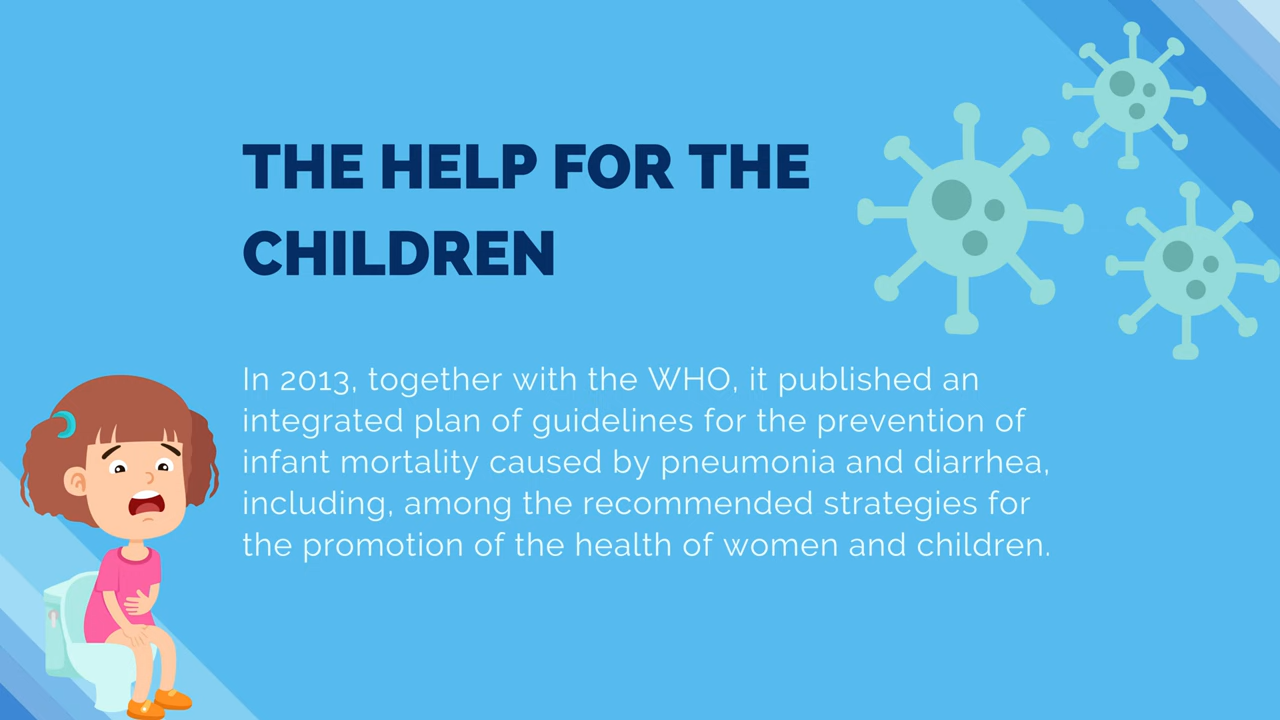 THE HELP FOR THE
CHILDREN
In 2013, together with the WHO, it published an
integrated plan of guidelines for the prevention of
infant mortality caused by pneumonia and diarrhea,
including, among the recommended strategies for
the promotion of the health of women and children.